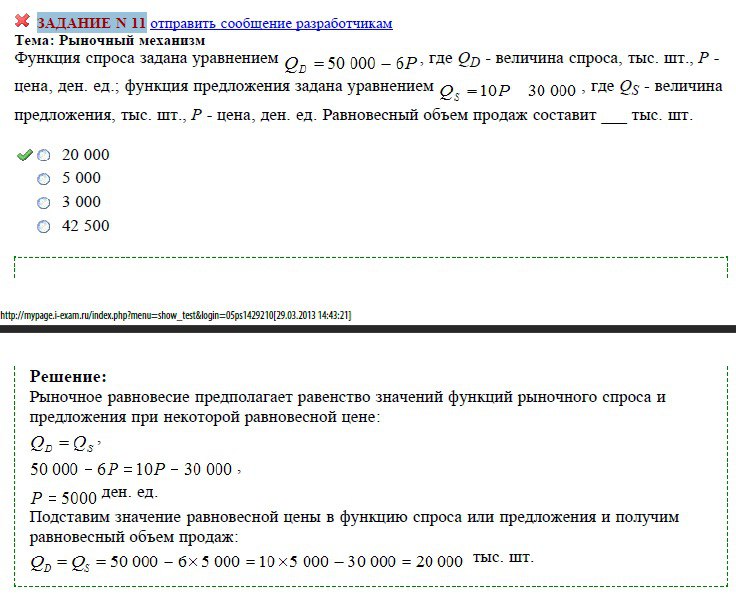 ЗАДАНИЕ N 11 отправить сообщение разработчикам
Тема: Рыночный механизм
Функция спроса задана уравнением Q_D = 50 000 − 6P, где Q_D - величина спроса, тыс. шт., P -
цена, ден. ед.; функция предложения задана уравнением Q_S = 10P 30 000, где Q_S - величина
предложения, тыс. шт., P - цена, ден. ед. Равновесный объем продаж составит ___ тыс. шт.
20 000
5 000
3 000
42 500
http://mypage.i-exam.ru/index.php?menu=show_test&login=05ps1429210[29.03.2013 14:43:21]
Решение:
Рыночное равновесие предполагает равенство значений функций рыночного спроса и
предложения при некоторой равновесной цене:
Q_D = Q_S,
50 000 − 6P = 10P − 30 000,
P = 5000 ден. ед.
Подставим значение равновесной цены в функцию спроса или предложения и получим
равновесный объем продаж:
Q_D = Q_S = 50 000 − 6×5 000 = 10×5 000 − 30 000 = 20 000 тыс. шт.